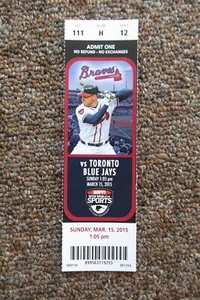 111 H 12
ADMIT ONE
NO REFUND - NO EXCHANGES
Braves
VS TORONTO
BLUE JAYS
SUNDAY 1:05 pm
MARCH 15, 2015
SPORTS
SUNDAY, MAR. 15, 2015
1:05 pm